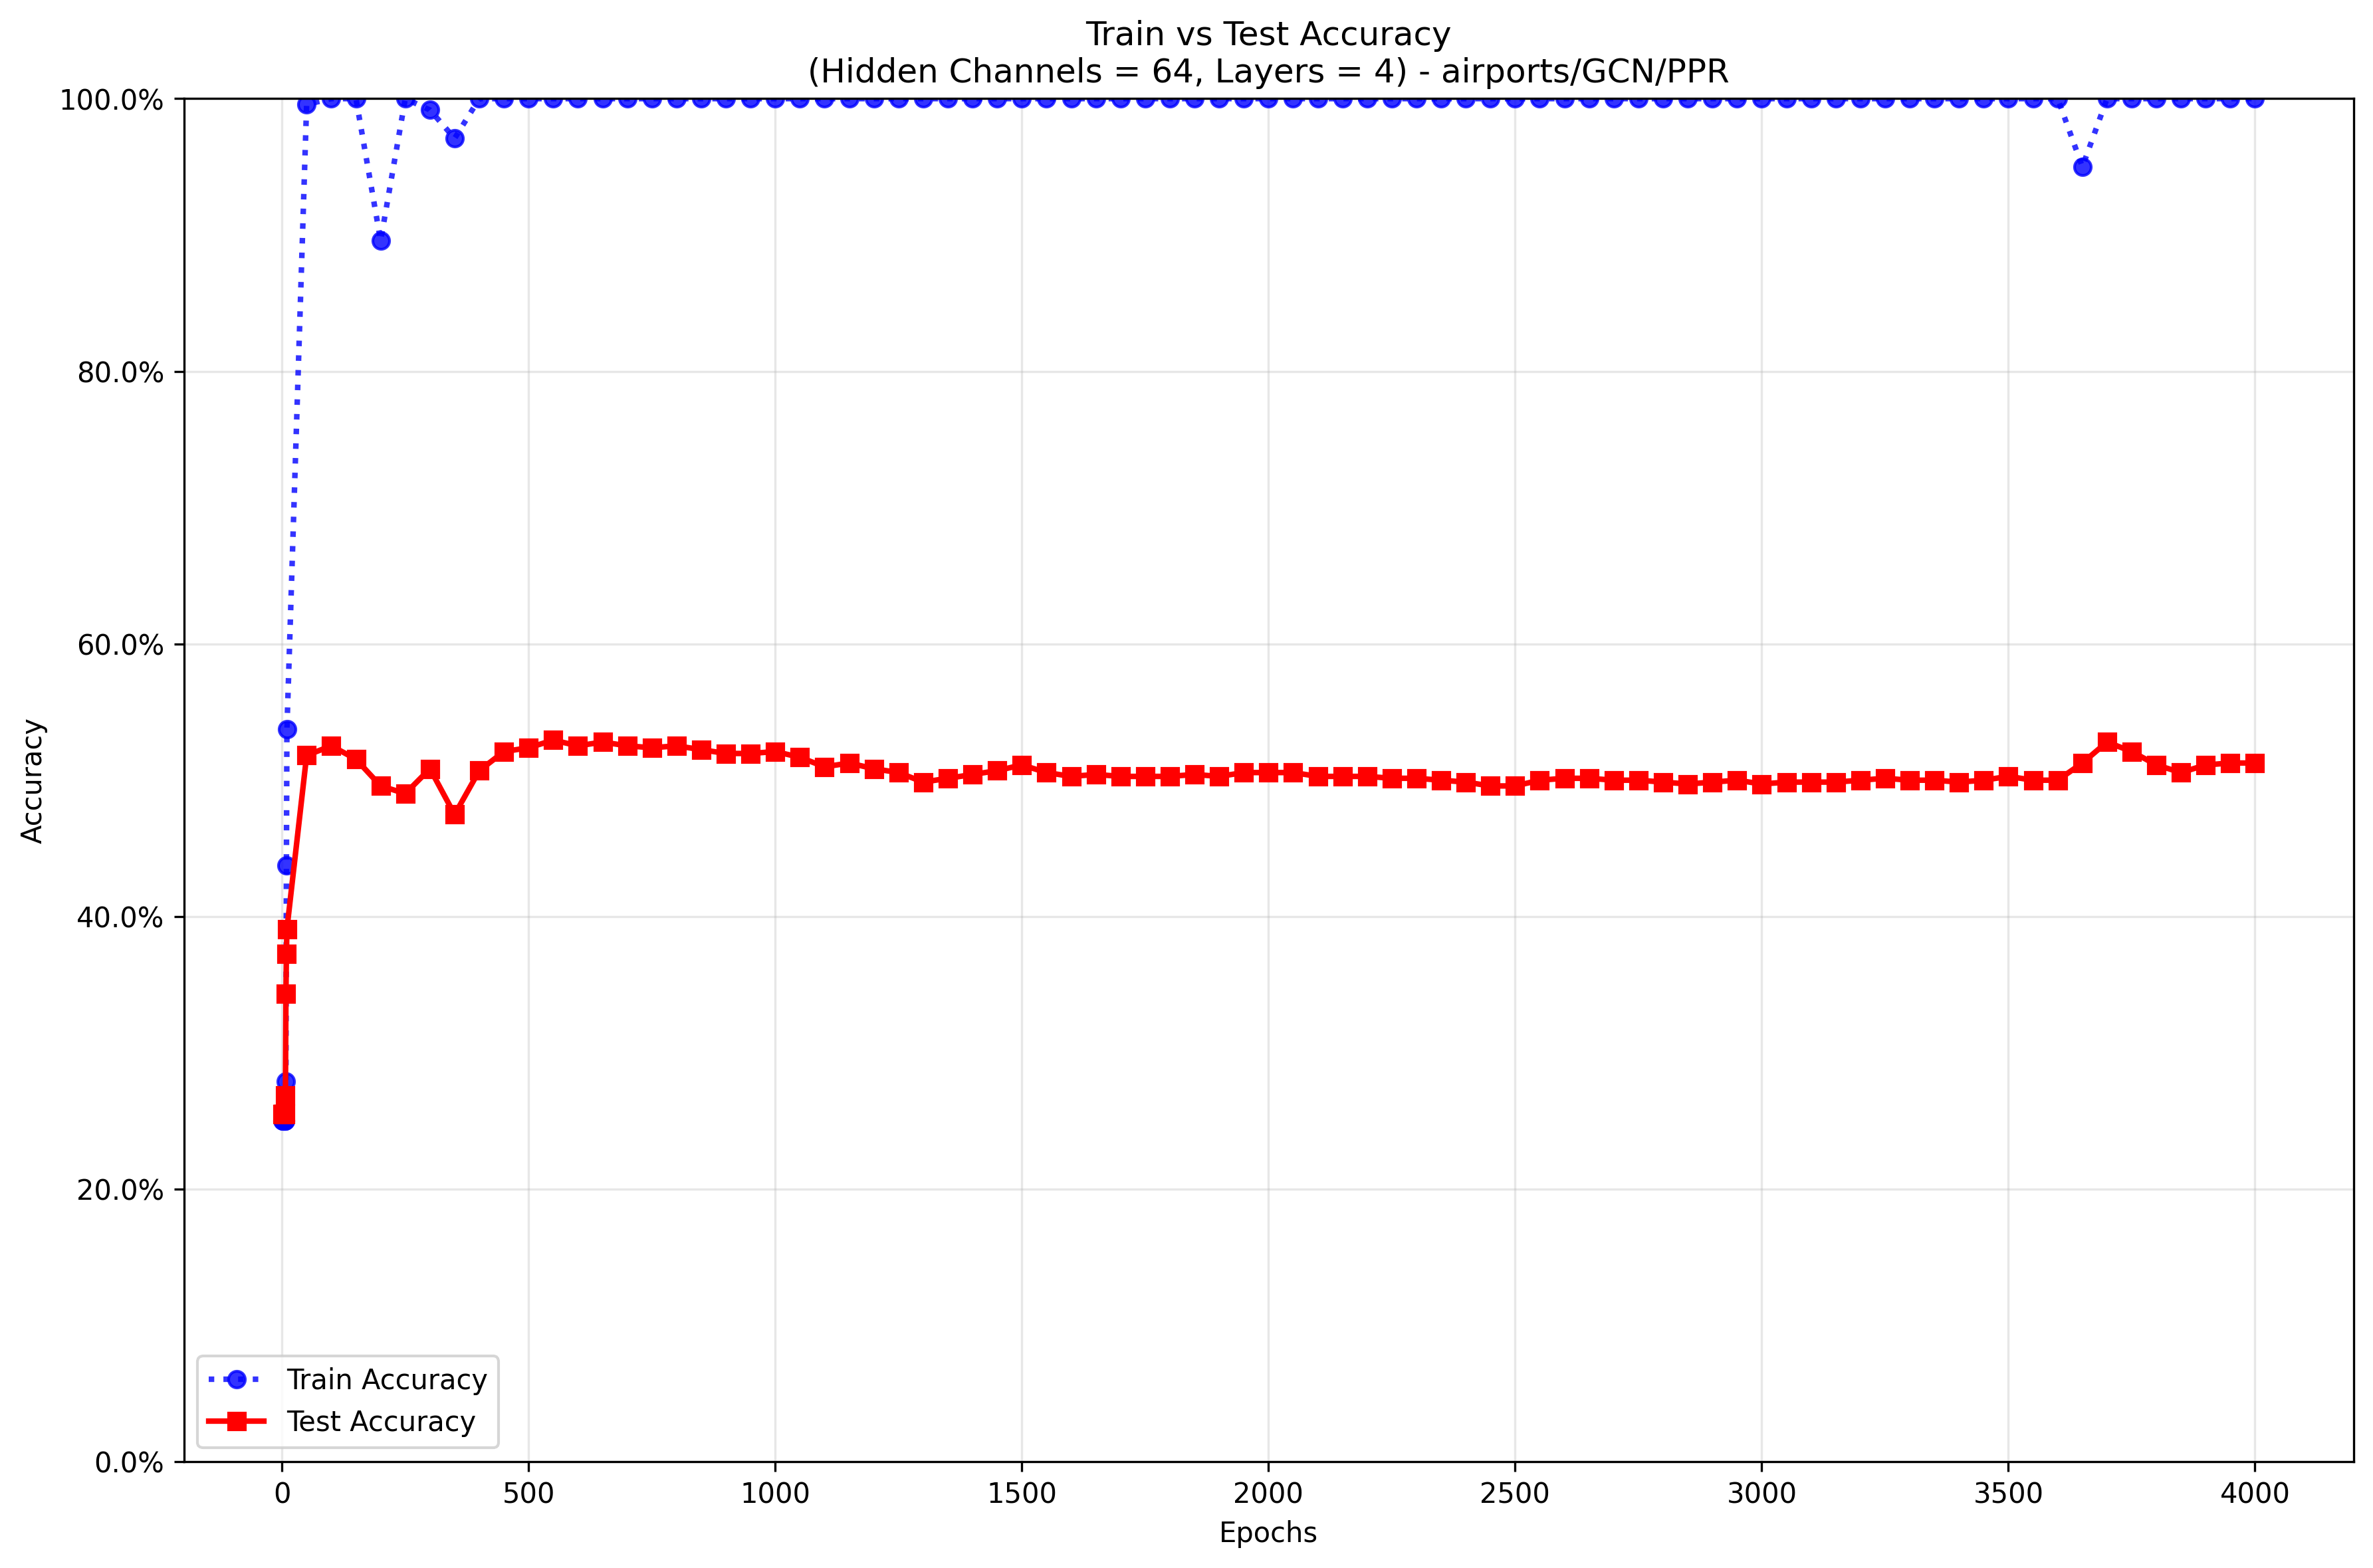 Train vs Test Accuracy
(Hidden Channels = 64, Layers = 4) - airports/GCN/PPR
100.0%
80.0%
60.0%
40.0%
20.0%
0.0%
Accuracy
Train Accuracy
Test Accuracy
0 500 1000 1500 2000 2500 3000 3500 4000
Epochs